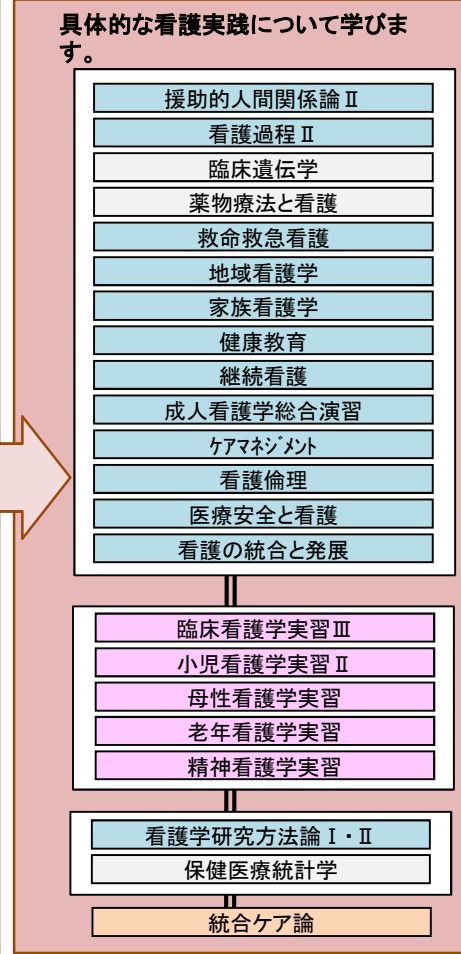 具体的な看護実践について学びま
す。
援助的人間関係論Ⅱ
看護過程Ⅱ
臨床遺伝学
薬物療法と看護
救命救急看護
地域看護学
家族看護学
健康教育
継続看護
成人看護学総合演習
ｹｱﾏﾈｼﾞﾒﾝﾄ
看護倫理
医療安全と看護
看護の統合と発展
臨床看護学実習Ⅲ
小児看護学実習Ⅱ
母性看護学実習
老年看護学実習
精神看護学実習
看護学研究方法論Ⅰ・Ⅱ
保健医療統計学
統合ケア論